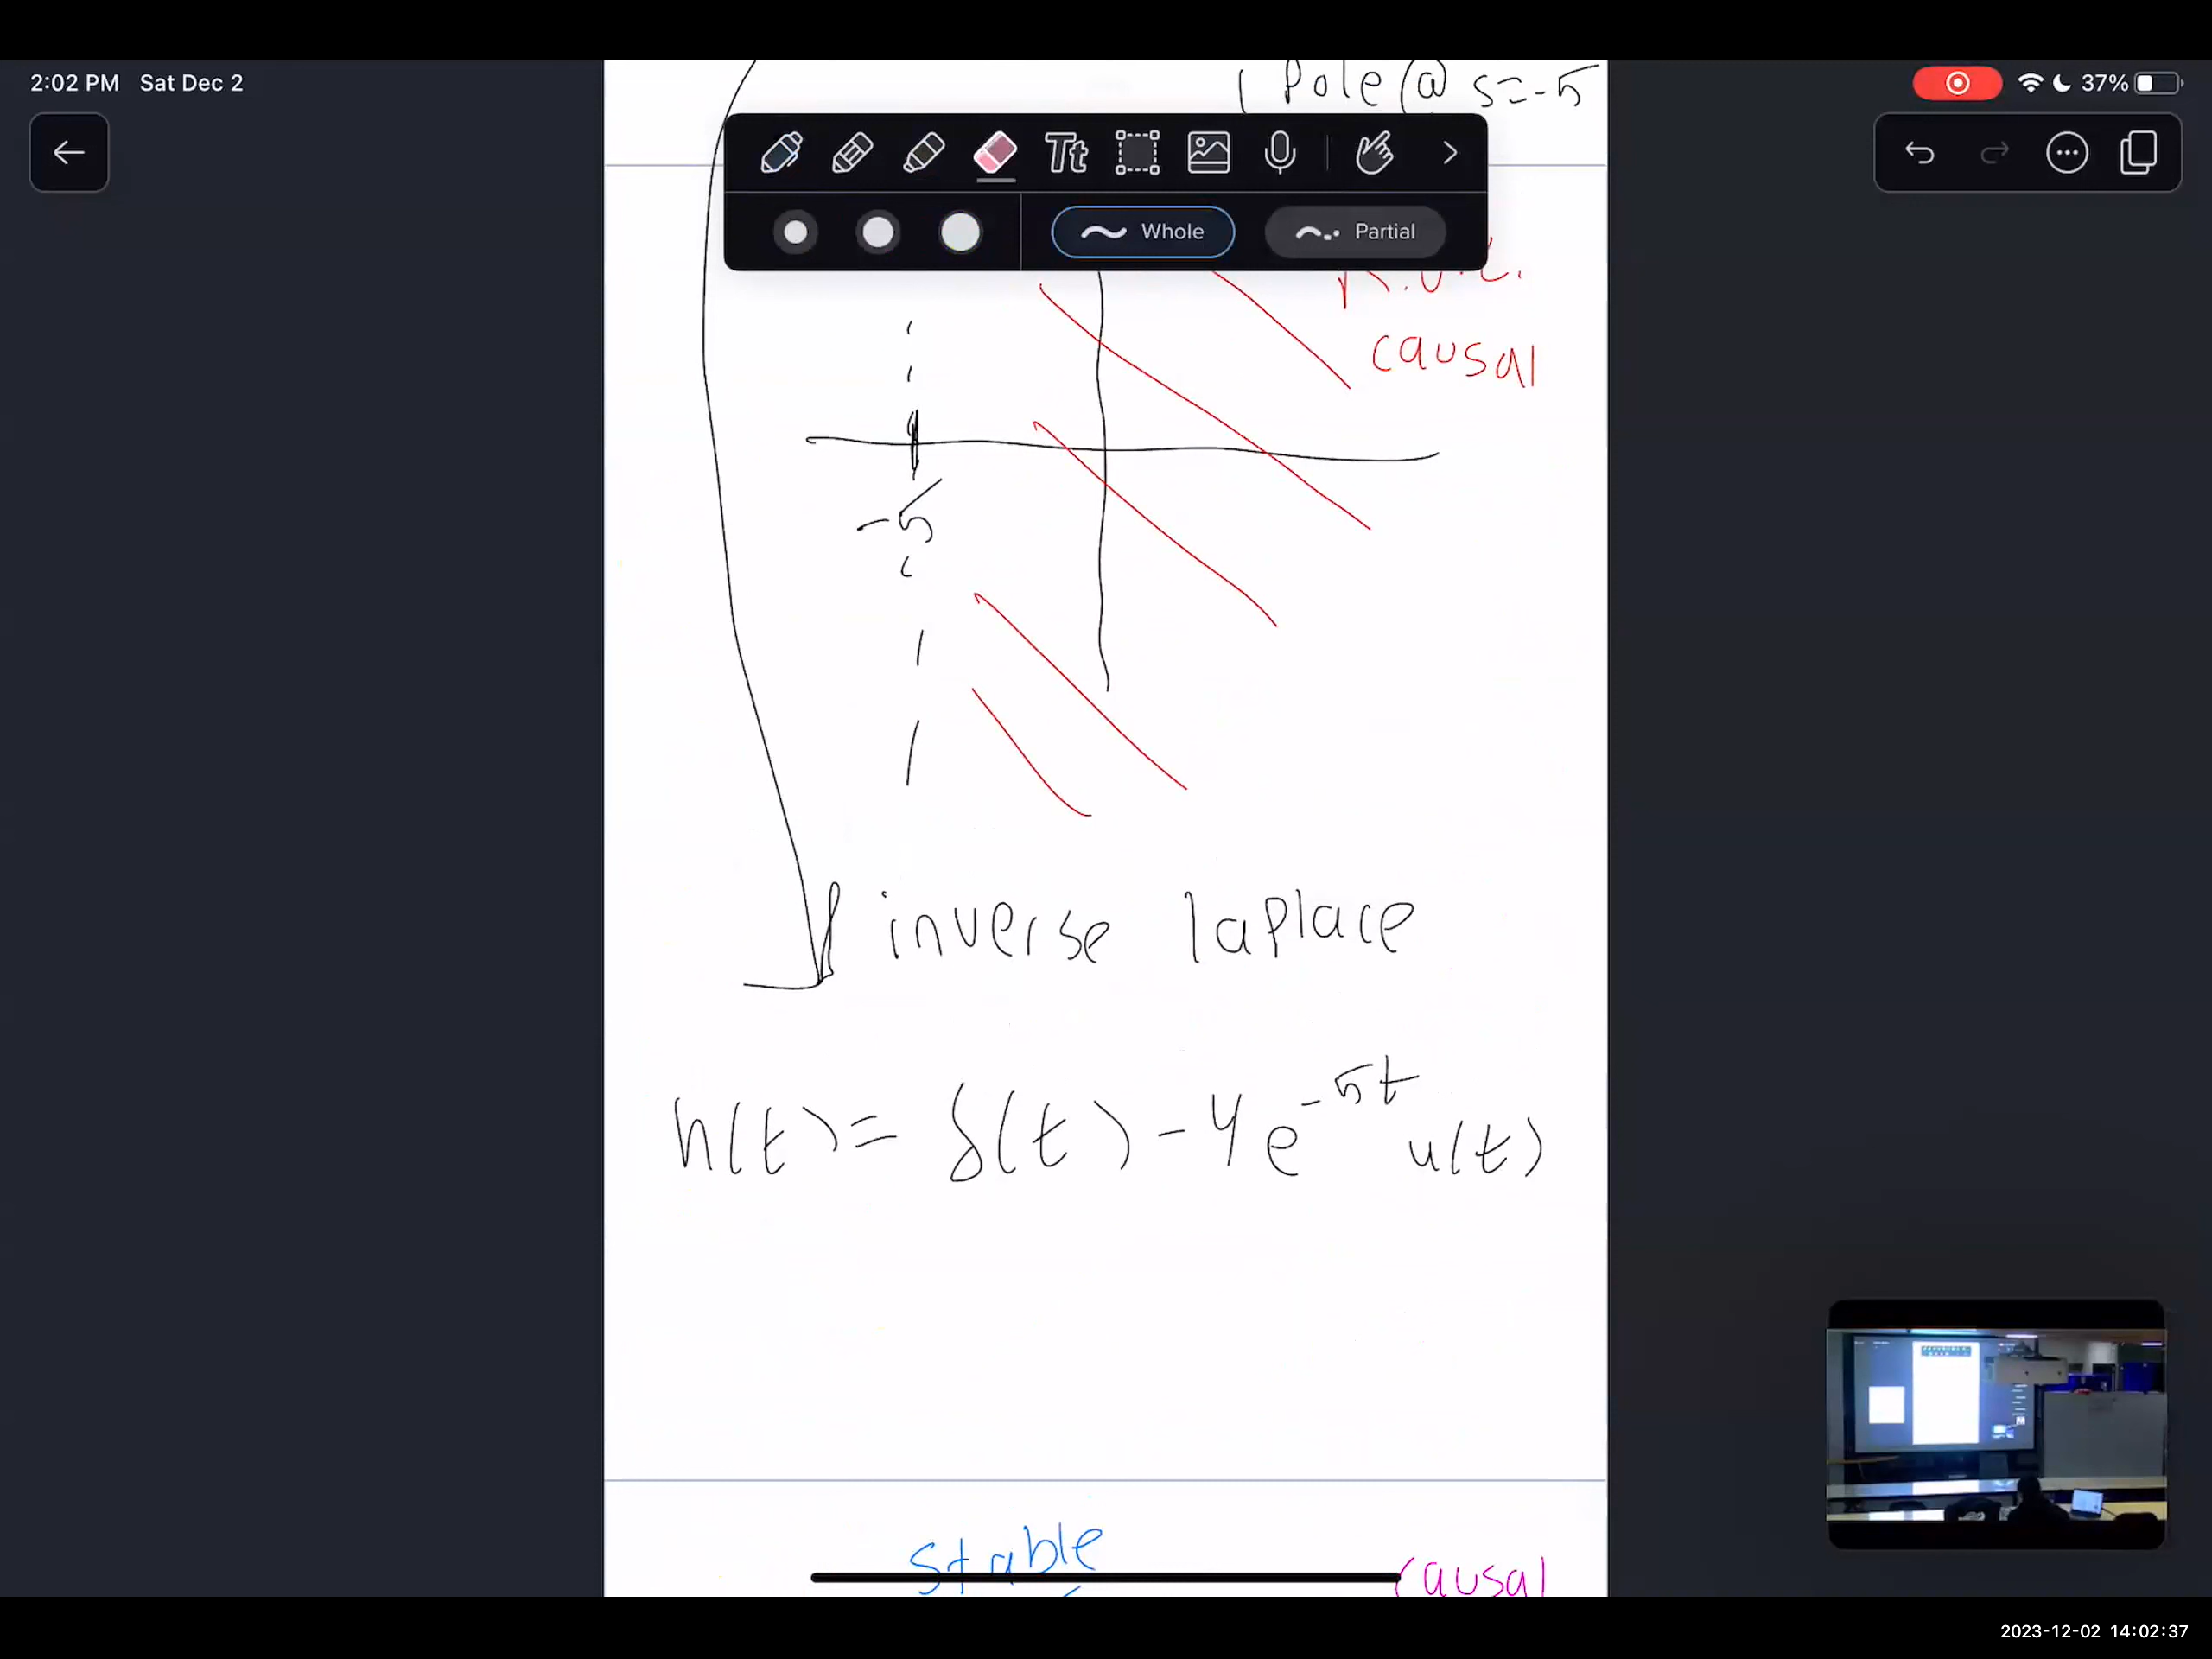 2:02 PM Sat Dec 2
37%
Pole @ s=-5
Tt
Whole
Partial
R.O.C.
causal
-5
inverse laplace
h(t)= δ(t) - 4e^{-5t} u(t)
Stable
causal
2023-12-02 14:02:37